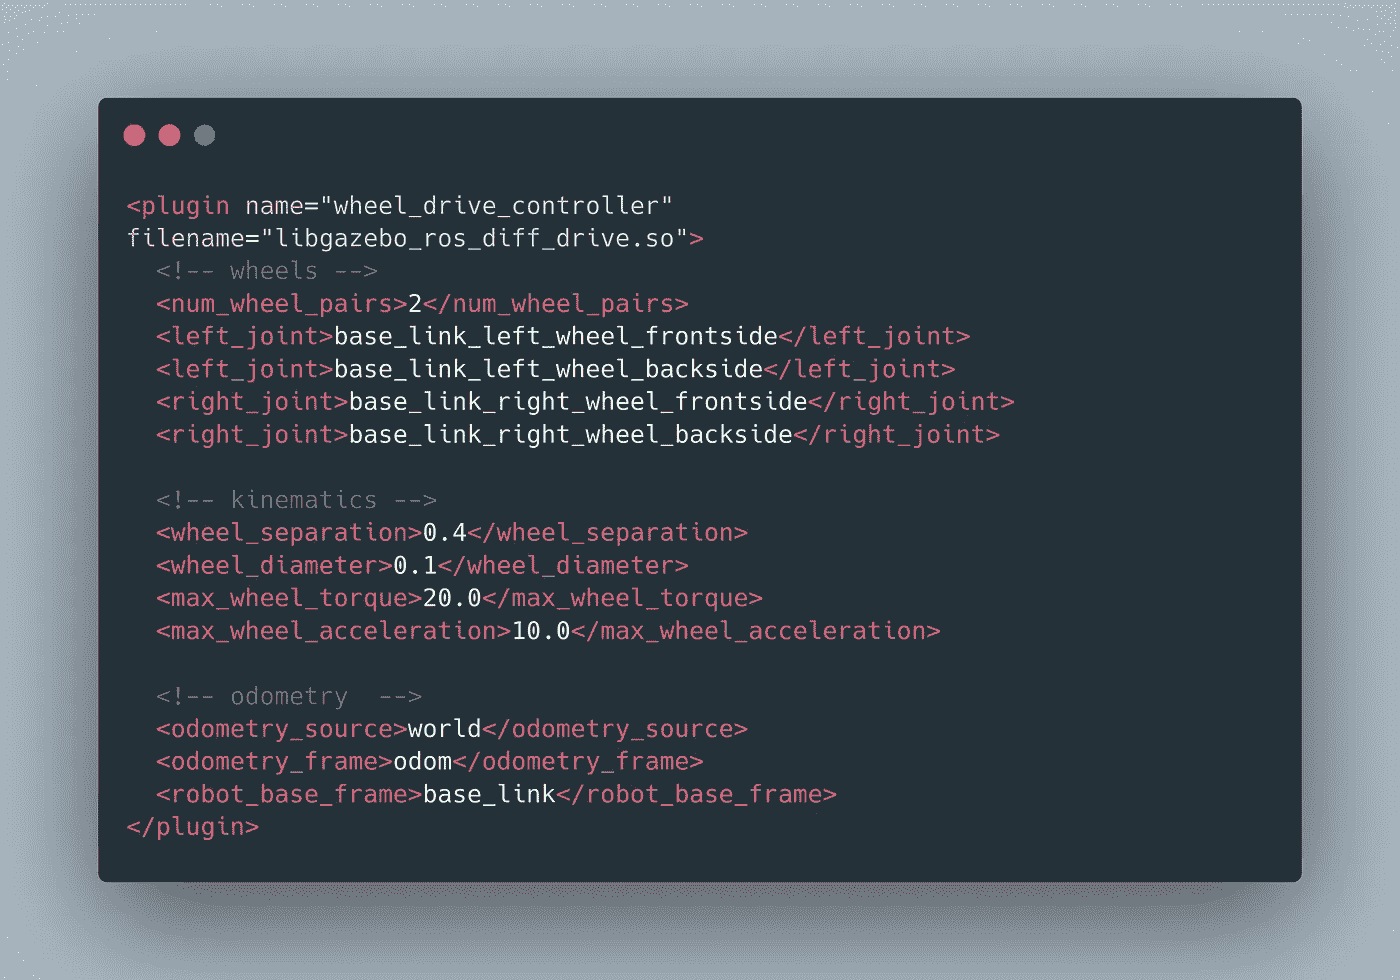 <plugin name="wheel_drive_controller"
filename="libgazebo_ros_diff_drive.so">
  <!-- wheels -->
  <num_wheel_pairs>2</num_wheel_pairs>
  <left_joint>base_link_left_wheel_frontside</left_joint>
  <left_joint>base_link_left_wheel_backside</left_joint>
  <right_joint>base_link_right_wheel_frontside</right_joint>
  <right_joint>base_link_right_wheel_backside</right_joint>

  <!-- kinematics -->
  <wheel_separation>0.4</wheel_separation>
  <wheel_diameter>0.1</wheel_diameter>
  <max_wheel_torque>20.0</max_wheel_torque>
  <max_wheel_acceleration>10.0</max_wheel_acceleration>

  <!-- odometry  -->
  <odometry_source>world</odometry_source>
  <odometry_frame>odom</odometry_frame>
  <robot_base_frame>base_link</robot_base_frame>
</plugin>